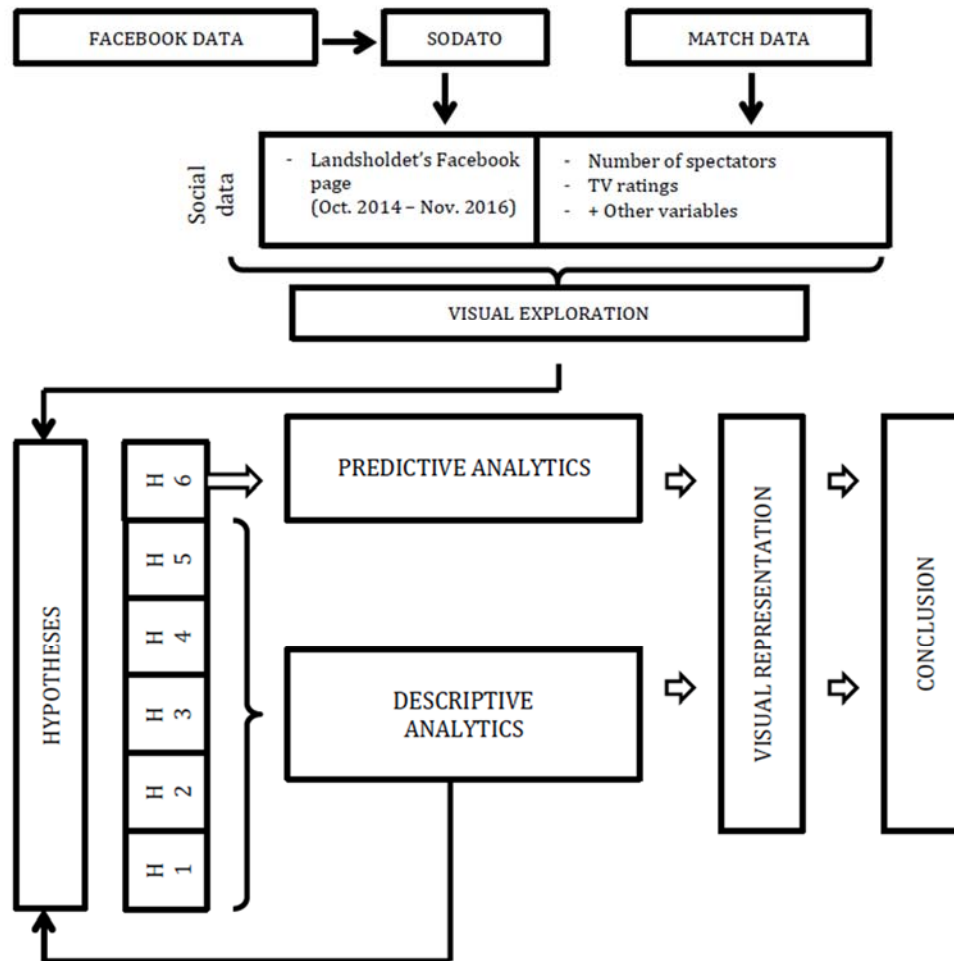 FACEBOOK DATA
SODATO
MATCH DATA
Social
data
- Landsholdet's Facebook
page
(Oct. 2014 – Nov. 2016)
- Number of spectators
- TV ratings
- + Other variables
VISUAL EXPLORATION
HYPOTHESES
H 6
H 5
H 4
H 3
H 2
H 1
PREDICTIVE ANALYTICS
DESCRIPTIVE
ANALYTICS
VISUAL REPRESENTATION
CONCLUSION